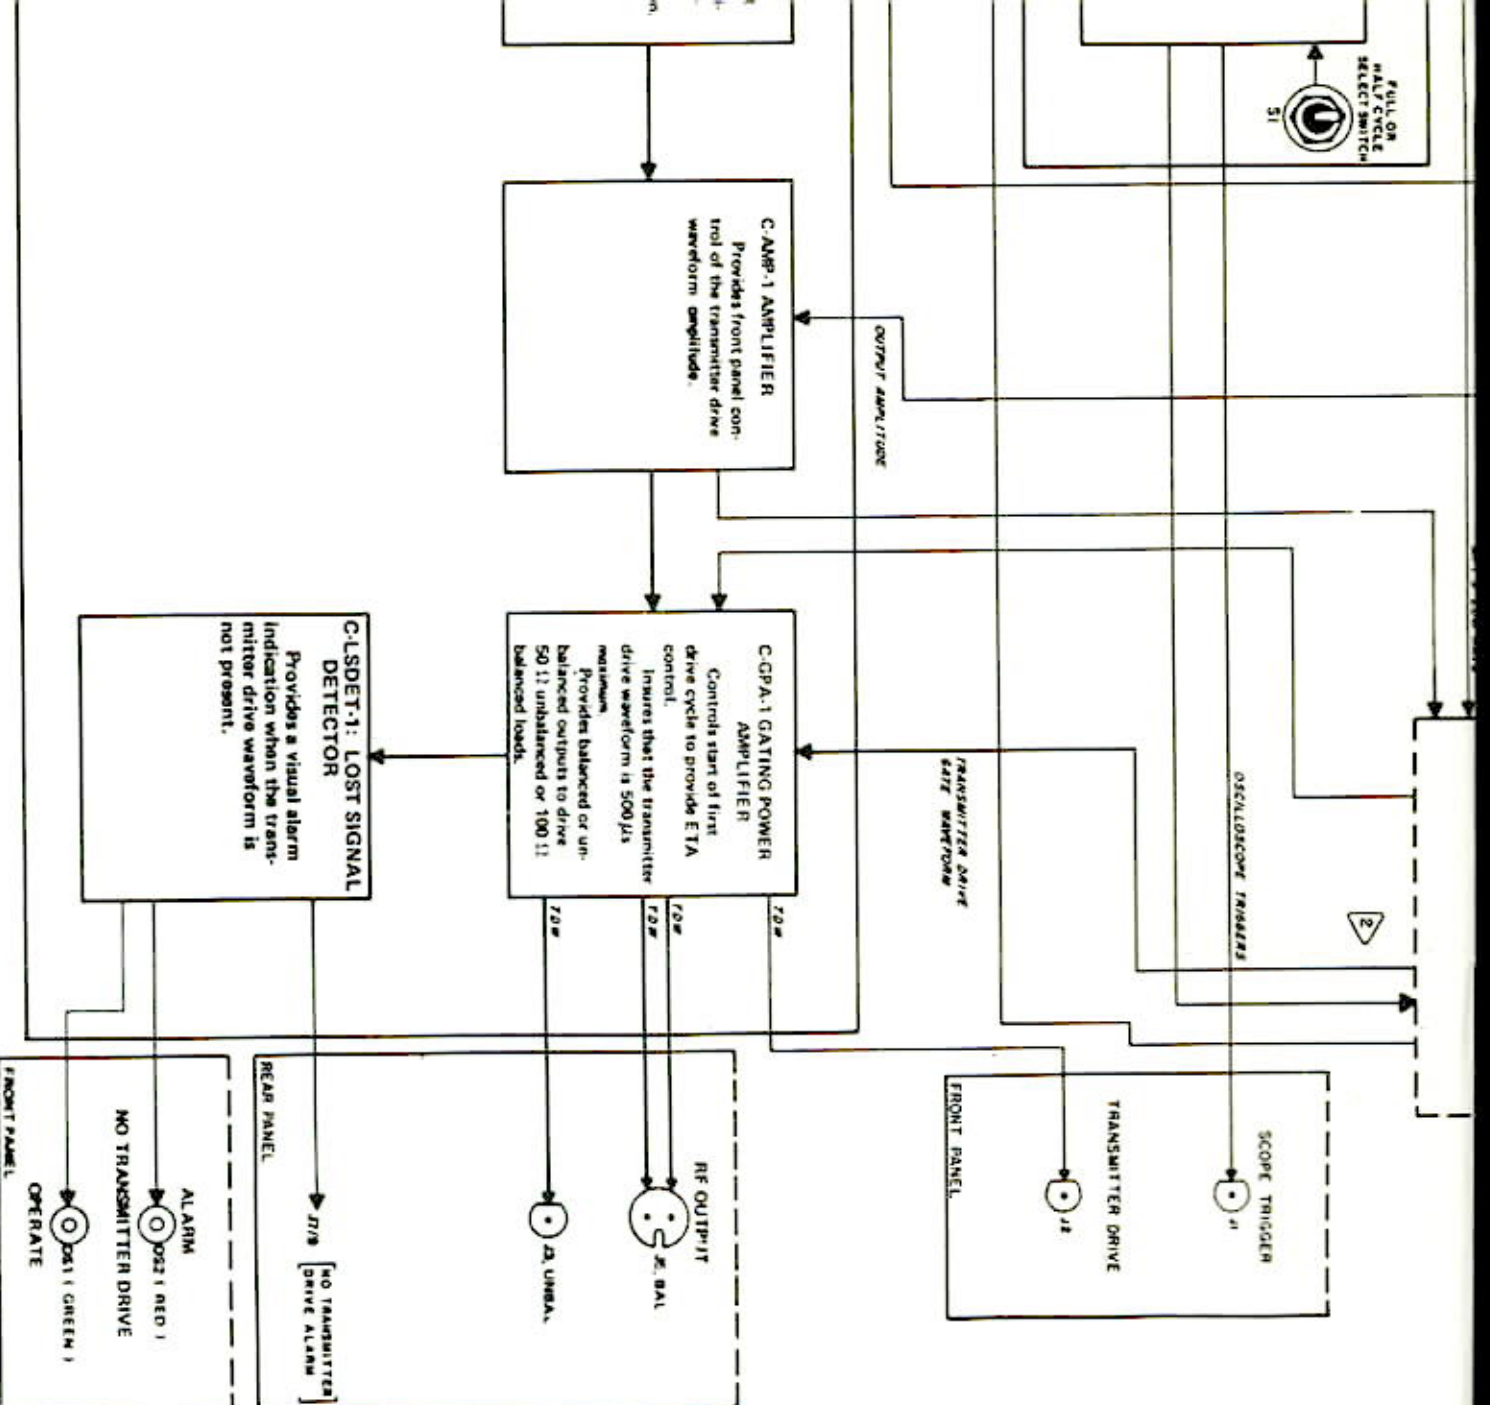 FULL OR
HALF CYCLE
SELECT SWITCH
S1
C-AMP-1 AMPLIFIER
Provides front panel con-
trol of the transmitter drive
waveform amplitude.
OUTPUT AMPLITUDE
C-GPA-1 GATING POWER
AMPLIFIER
Controls start of first
drive cycle to provide ETA
control.
Insures that the transmitter
drive waveform is 500 μs
maximum.
Provides balanced or un-
balanced outputs to drive
50 Ω unbalanced or 100 Ω
balanced loads.
C-LSDET-1: LOST SIGNAL
DETECTOR
Provides a visual alarm
indication when the trans-
mitter drive waveform is
not present.
TRANSMITTER DRIVE
GATE WAVEFORM
OSCILLOSCOPE TRIGGERS
2
TDW
TDW
TDW
TDW
SCOPE TRIGGER
J1
TRANSMITTER DRIVE
J2
FRONT PANEL
RF OUTPUT
J5, BAL
J3, UNBAL
REAR PANEL
NO TRANSMITTER
DRIVE ALARM
ALARM
DS2 ( RED )
NO TRANSMITTER DRIVE
DS1 ( GREEN )
OPERATE
FRONT PANEL